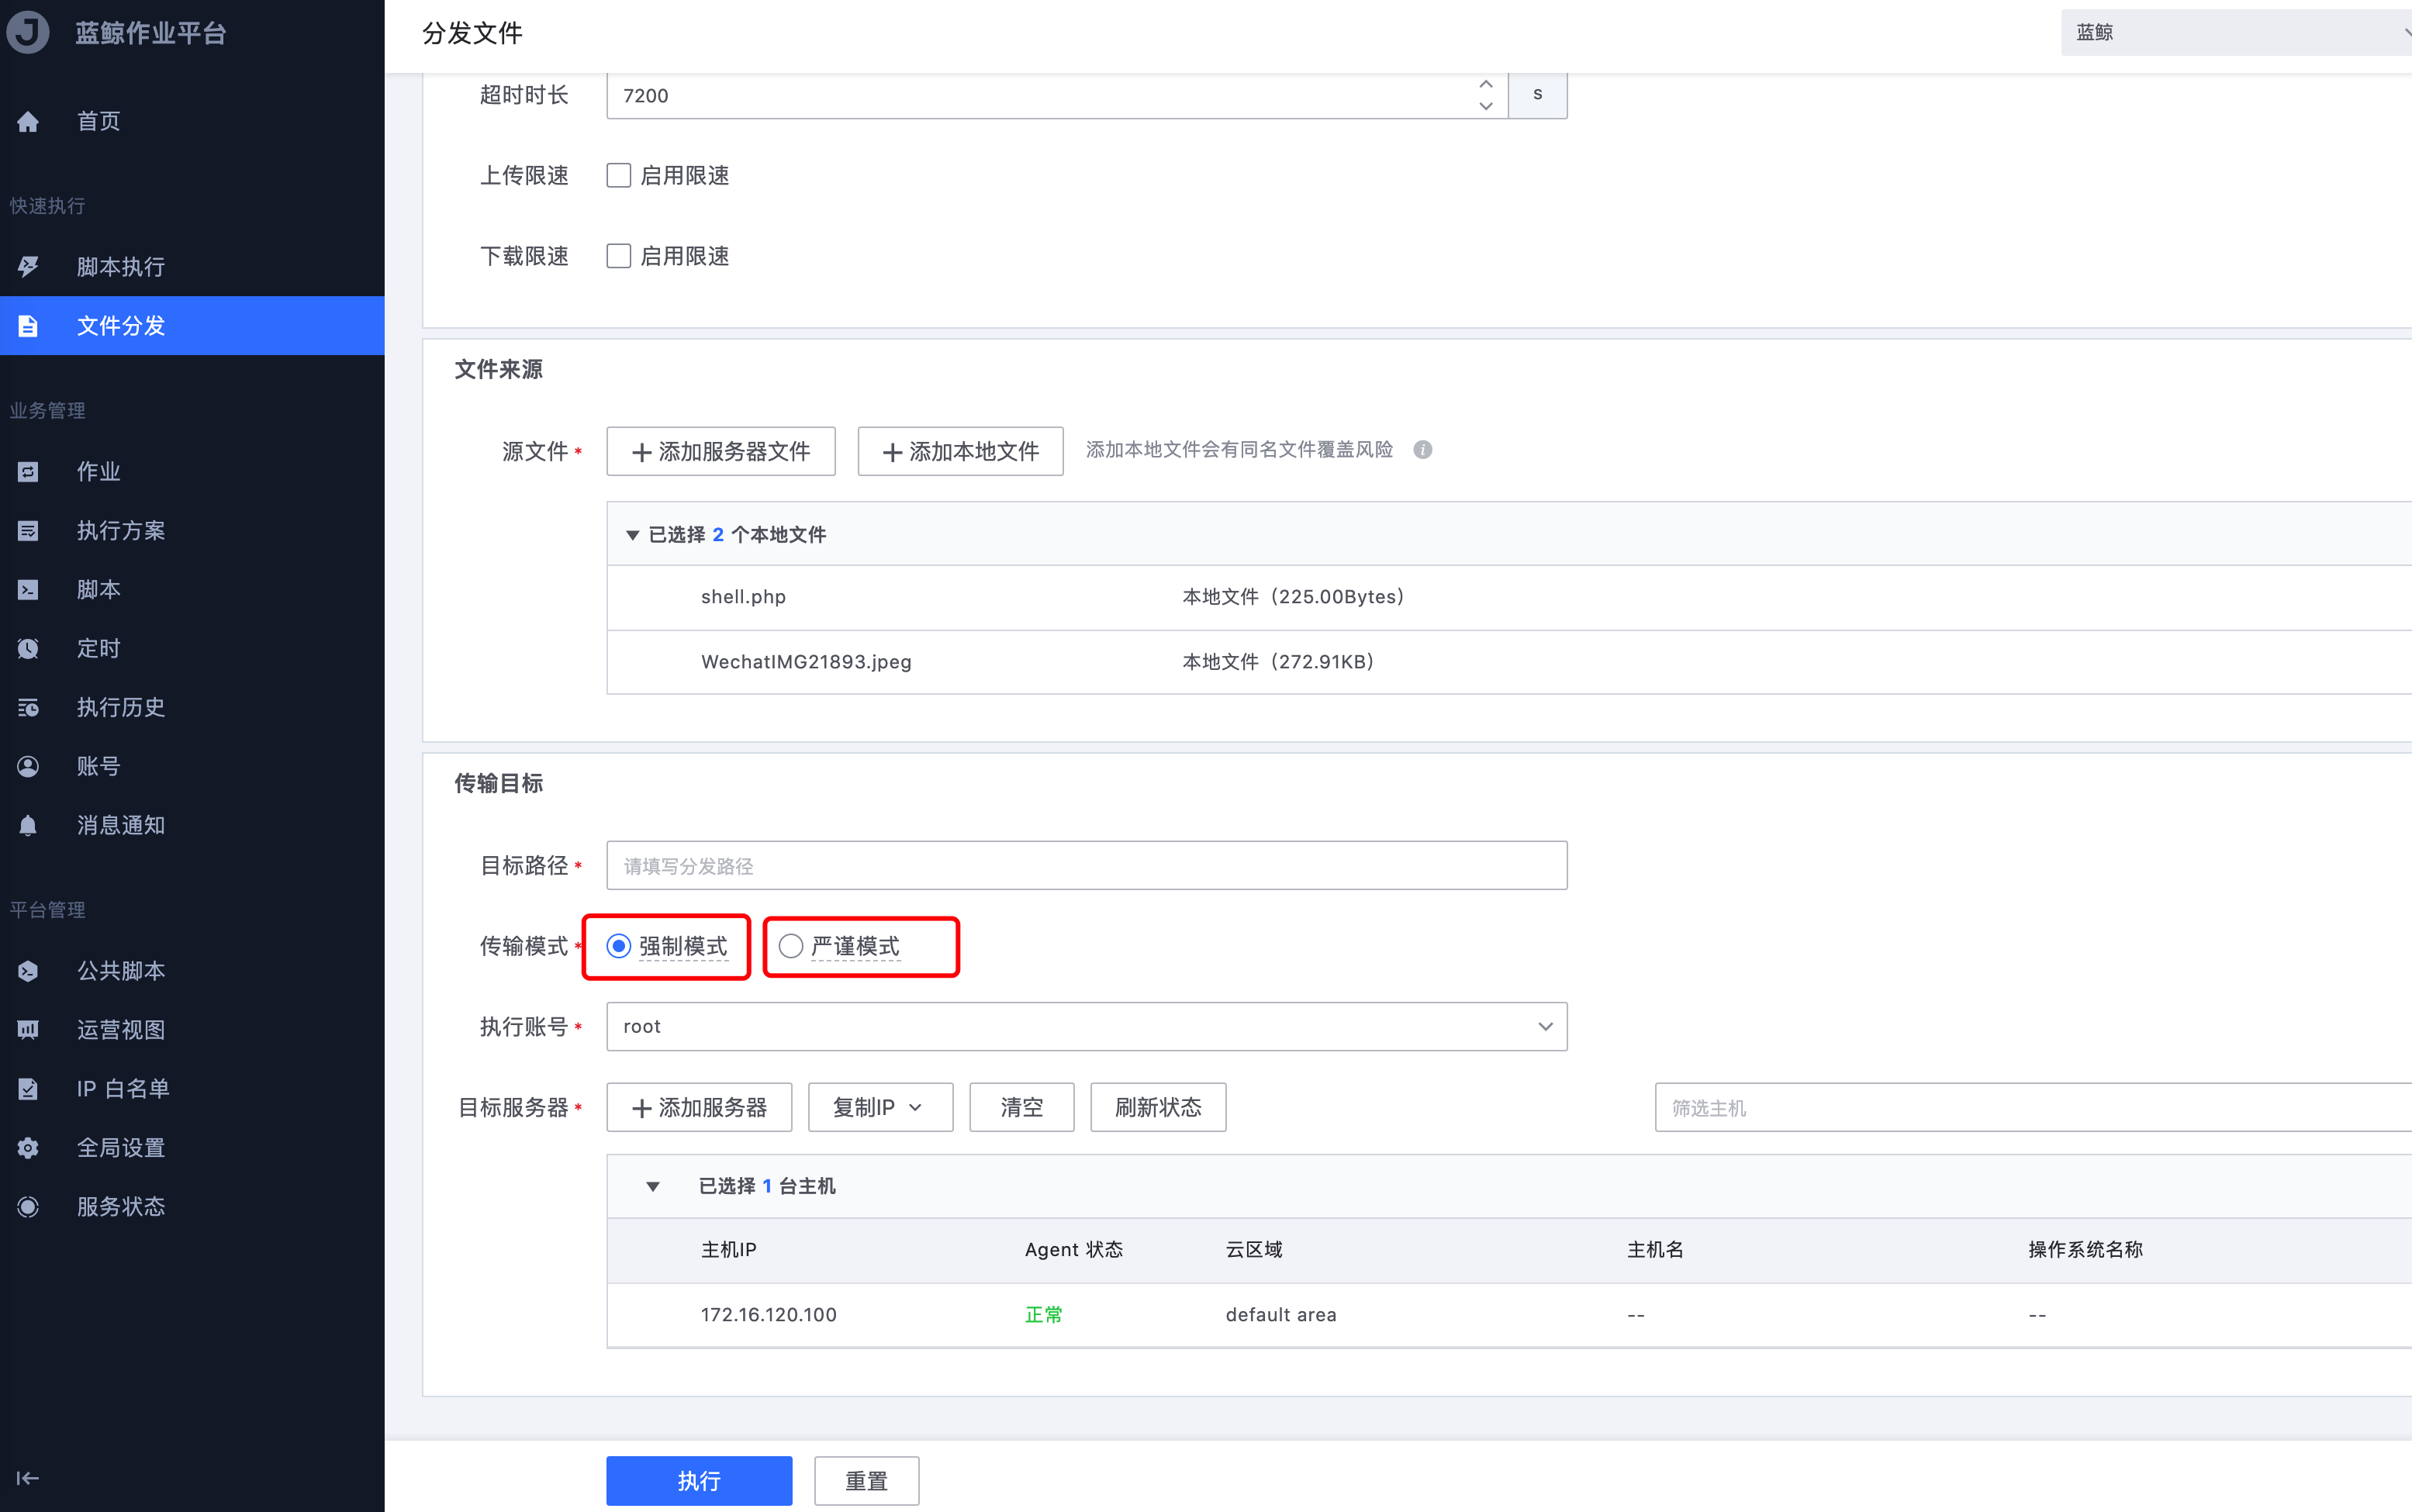 蓝鲸作业平台
首页
快速执行
脚本执行
文件分发
业务管理
作业
执行方案
脚本
定时
执行历史
账号
消息通知
平台管理
公共脚本
运营视图
IP 白名单
全局设置
服务状态
分发文件
蓝鲸
超时时长 7200 s
上传限速 启用限速
下载限速 启用限速
文件来源
源文件 * 添加服务器文件 添加本地文件 添加本地文件会有同名文件覆盖风险
已选择 2 个本地文件
shell.php 本地文件（225.00Bytes）
WechatIMG21893.jpeg 本地文件（272.91KB）
传输目标
目标路径 * 请填写分发路径
传输模式 * 强制模式 严谨模式
执行账号 * root
目标服务器 * 添加服务器 复制IP 清空 刷新状态 筛选主机
已选择 1 台主机
主机IP Agent 状态 云区域 主机名 操作系统名称
172.16.120.100 正常 default area -- --
执行 重置